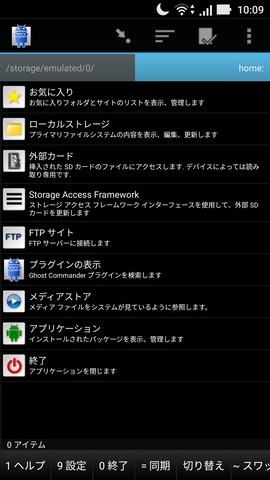 10:09
/storage/emulated/0/
home:
お気に入り
お気に入りフォルダとサイトのリストを表示、管理します
ローカルストレージ
プライマリファイルシステムの内容を表示、編集、更新します
外部カード
挿入された SD カードのファイルにアクセスします. デバイスによっては読み
取り専用です.
Storage Access Framework
ストレージ アクセス フレームワーク インターフェースを使用して、外部 SD
カードを更新します
FTP
FTP サイト
FTP サーバーに接続します
プラグインの表示
Ghost Commander プラグインを検索します
メディアストア
メディア ファイルをシステムが見ているように参照します。
アプリケーション
インストールされたパッケージを表示、管理します
終了
アプリケーションを閉じます
0 アイテム
1 ヘルプ 9 設定 0 終了 = 同期 切り替え ~ スワッ